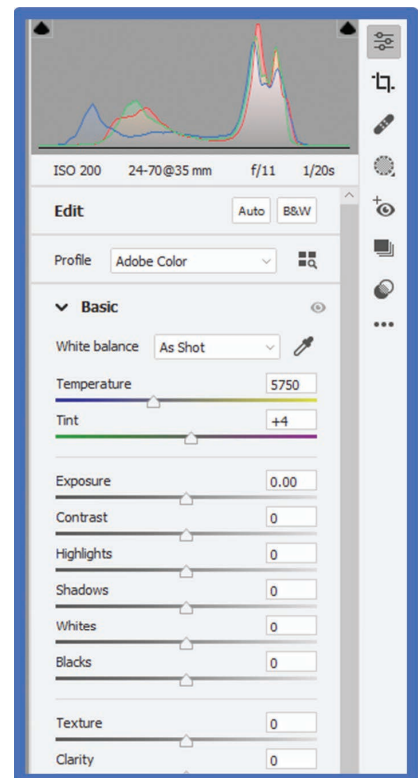 ISO 200 24-70@35 mm f/11 1/20s
Edit Auto B&W
Profile Adobe Color
Basic
White balance As Shot
Temperature 5750
Tint +4
Exposure 0.00
Contrast 0
Highlights 0
Shadows 0
Whites 0
Blacks 0
Texture 0
Clarity 0